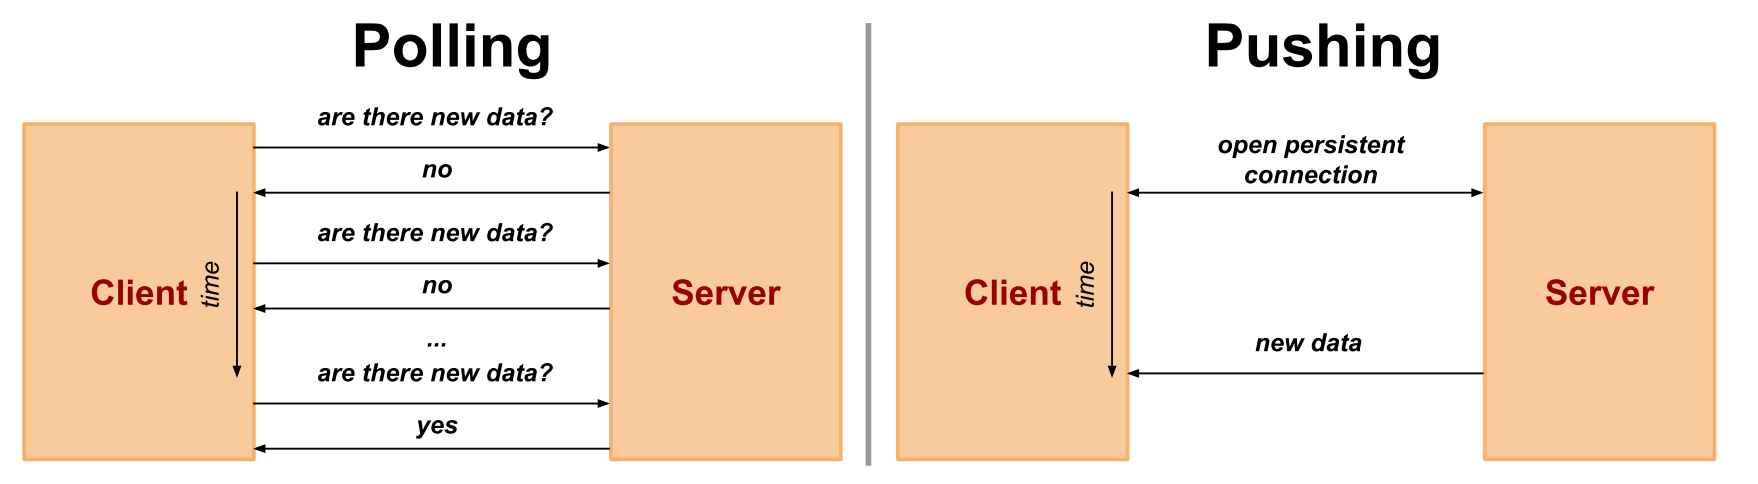 Polling
are there new data?
no
are there new data?
no
...
are there new data?
yes
Client
time
Server
Pushing
open persistent
connection
new data
Client
time
Server